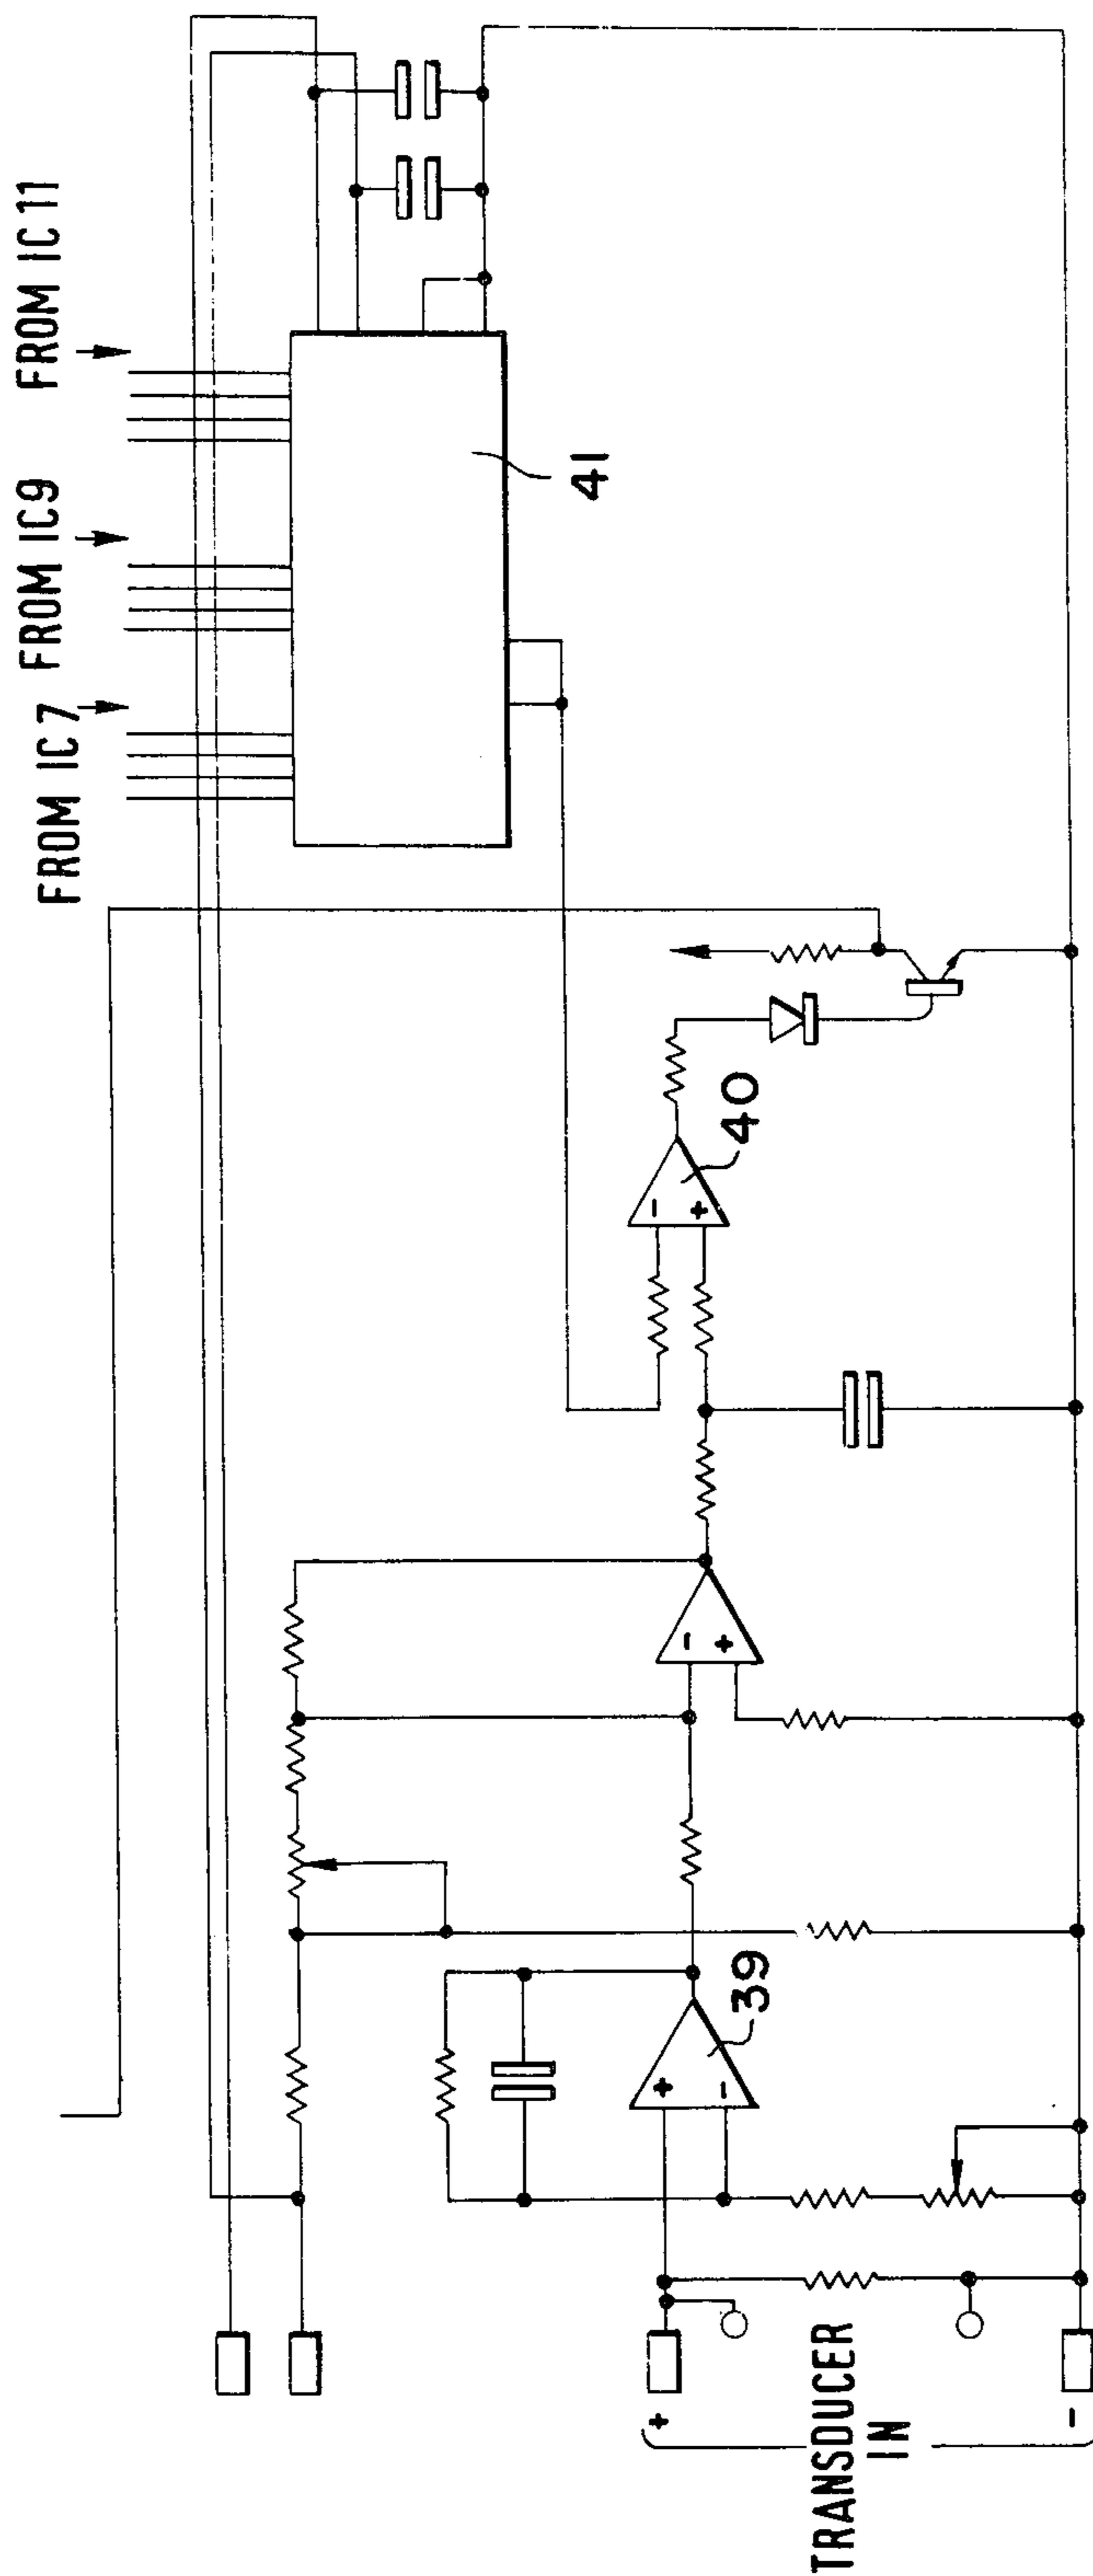 FROM IC 7
FROM IC9
FROM IC 11
41
40
- +
- +
39
+ -
+
TRANSDUCER
IN
-